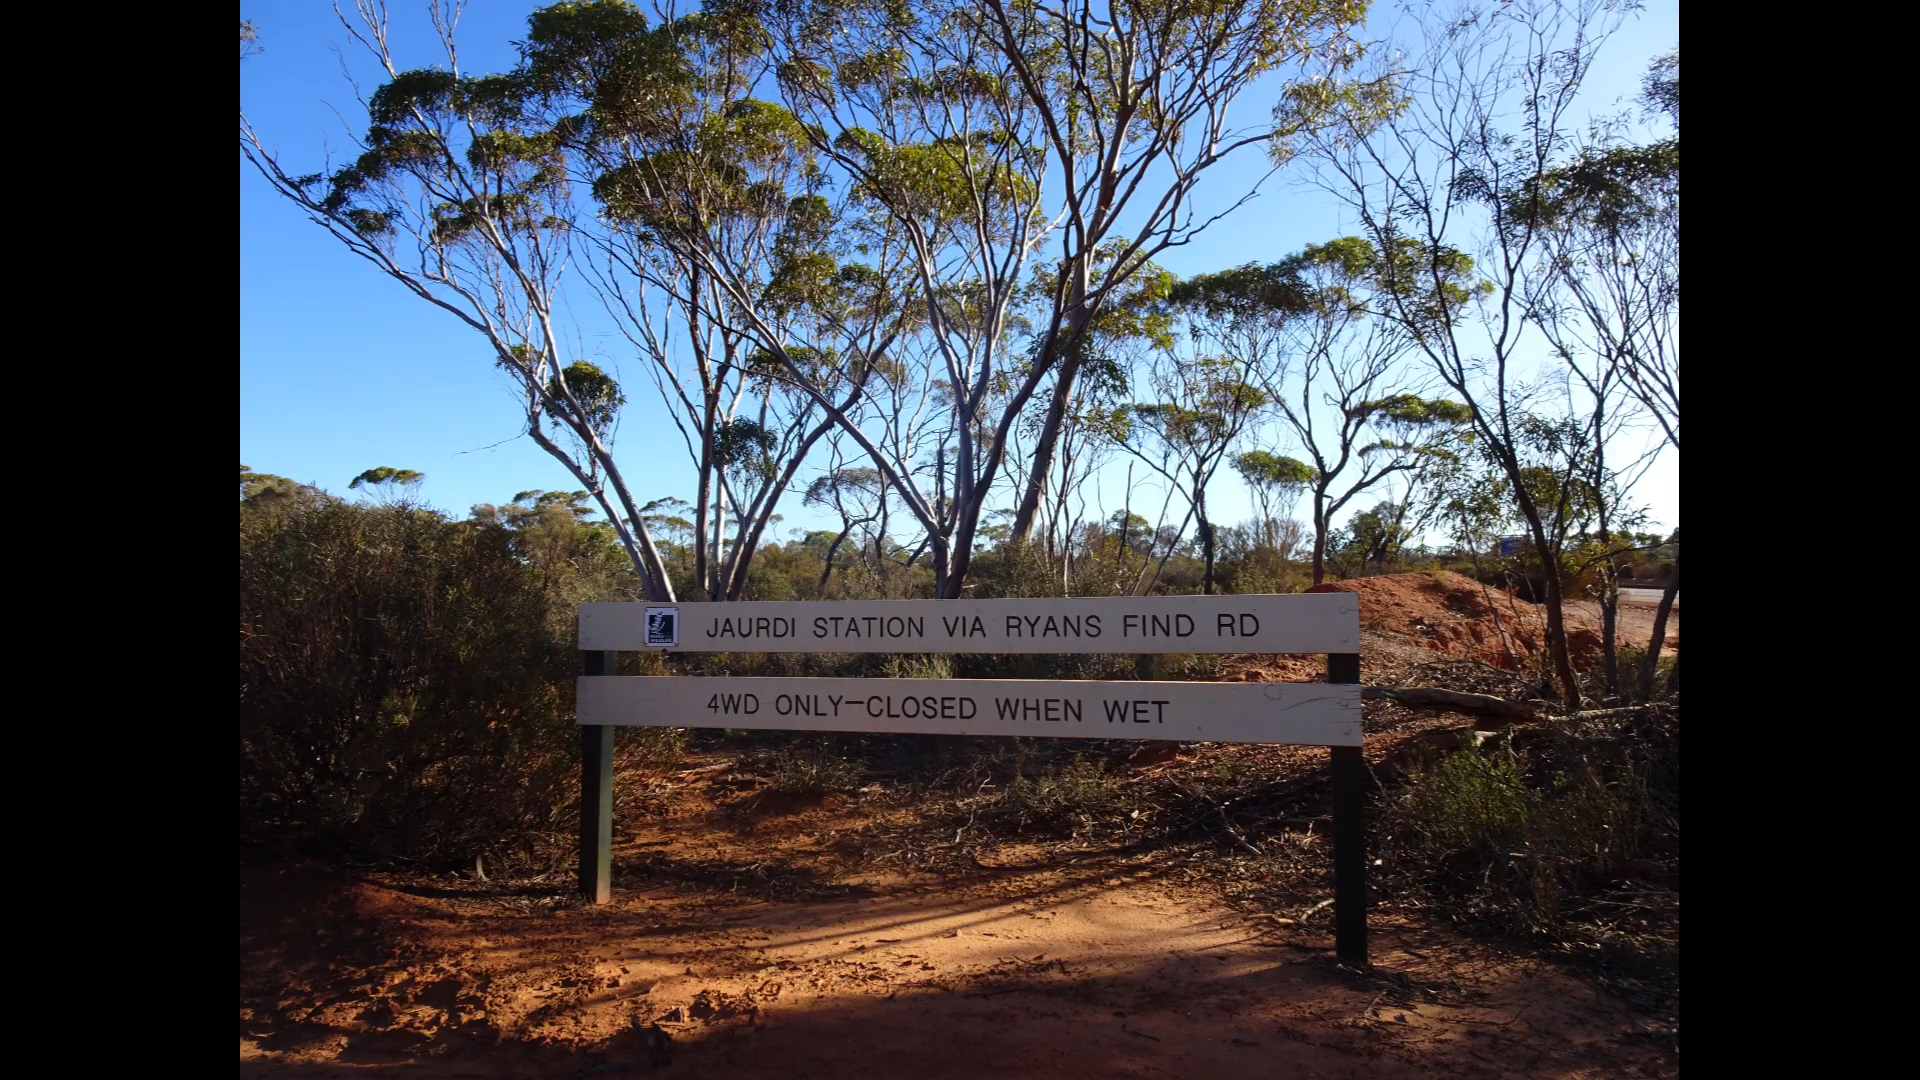 JAURDI STATION VIA RYANS FIND RD
4WD ONLY—CLOSED WHEN WET